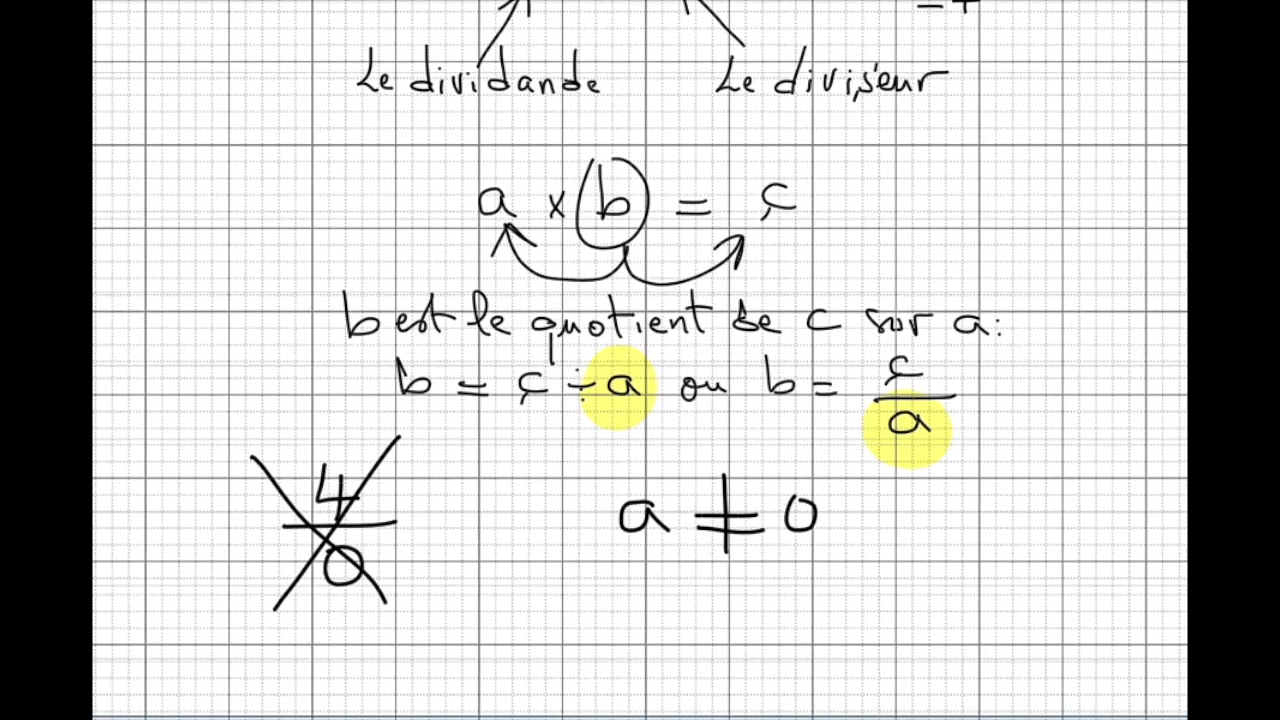 Le dividande Le diviseur
a × b = c
b est le quotient de c sur a:
b = c ÷ a ou b = c/a
4/0 a ≠ 0